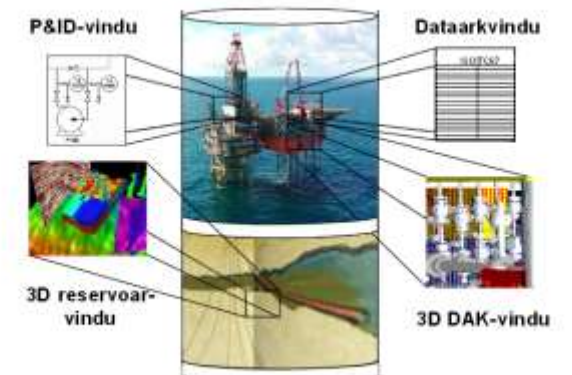 P&ID-vindu
Dataarkvindu
3D reservoar-
vindu
3D DAK-vindu